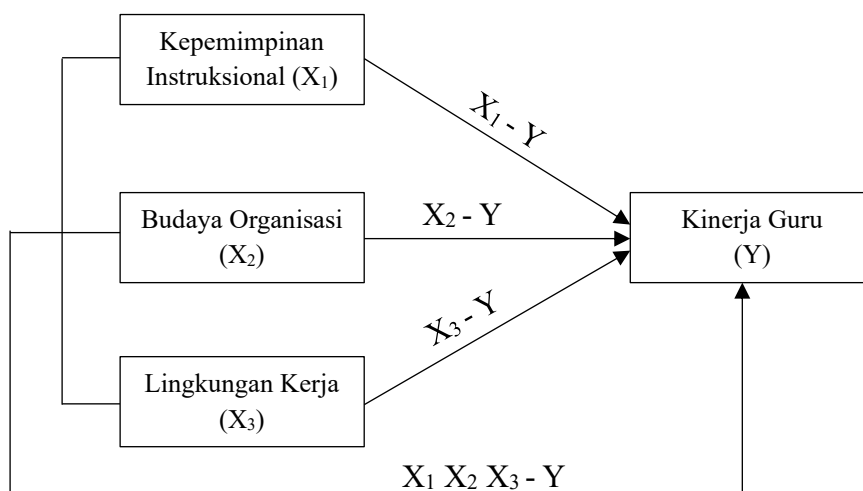 Kepemimpinan
Instruksional (X₁)
X₁ - Y
Budaya Organisasi
(X₂)
X₂ - Y
Kinerja Guru
(Y)
X₃ - Y
Lingkungan Kerja
(X₃)
X₁ X₂ X₃ - Y